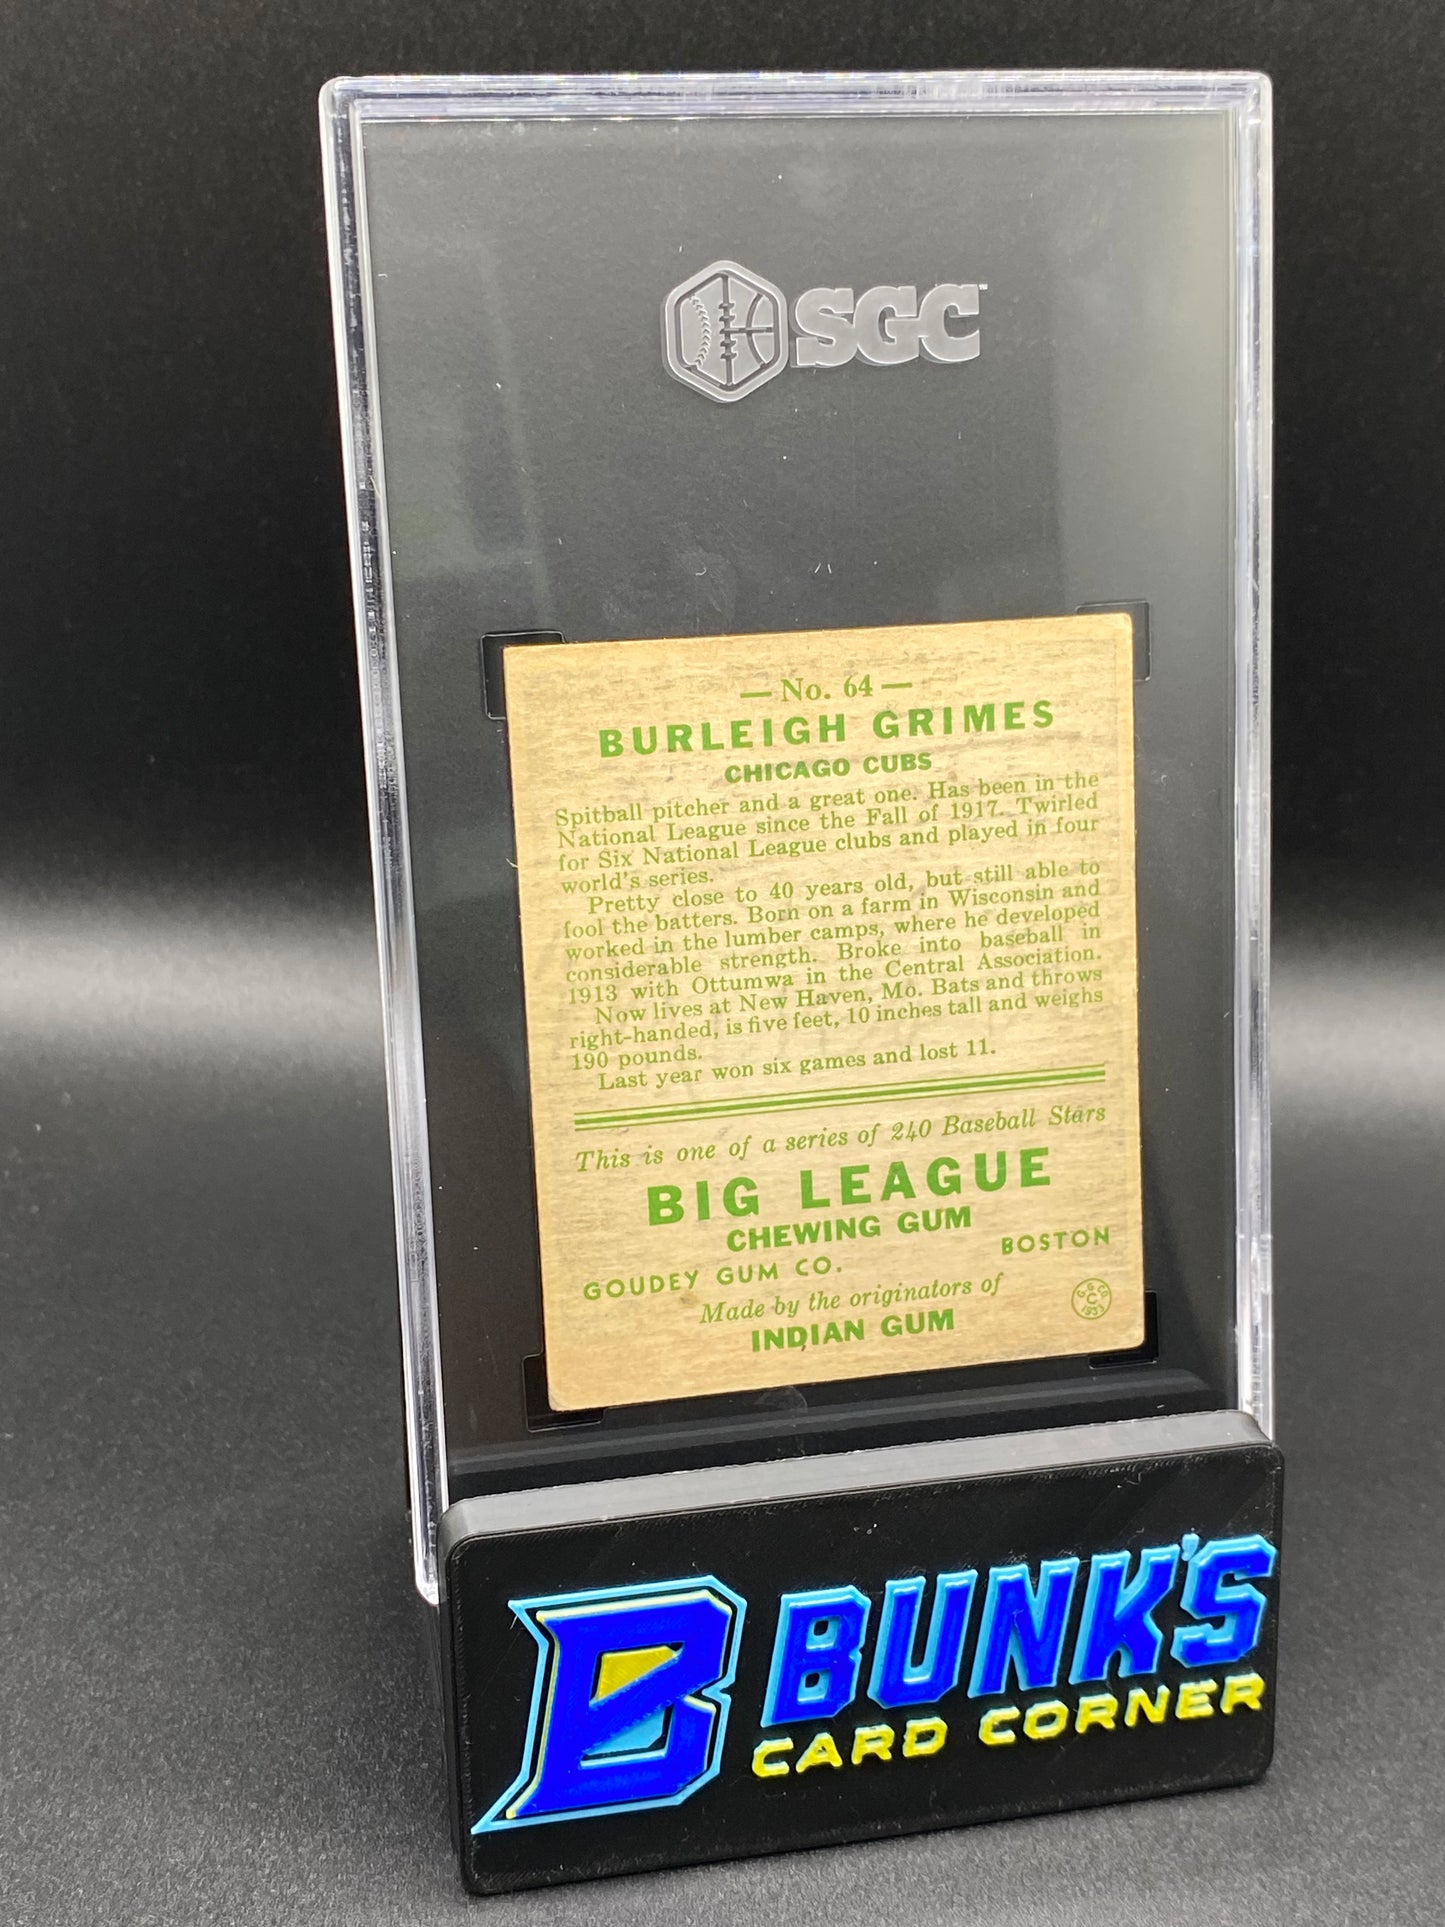 SGC™
— No. 64 —
BURLEIGH GRIMES
CHICAGO CUBS
Spitball pitcher and a great one. Has been in the
National League since the Fall of 1917. Twirled
for Six National League clubs and played in four
world's series.
Pretty close to 40 years old, but still able to
fool the batters. Born on a farm in Wisconsin and
worked in the lumber camps, where he developed
considerable strength. Broke into baseball in
1913 with Ottumwa in the Central Association.
Now lives at New Haven, Mo. Bats and throws
right-handed, is five feet, 10 inches tall and weighs
190 pounds.
Last year won six games and lost 11.
This is one of a series of 240 Baseball Stars
BIG LEAGUE
CHEWING GUM
GOUDEY GUM CO. BOSTON
Made by the originators of
INDIAN GUM
G.G.CO.
C
1933
B BUNK'S
CARD CORNER